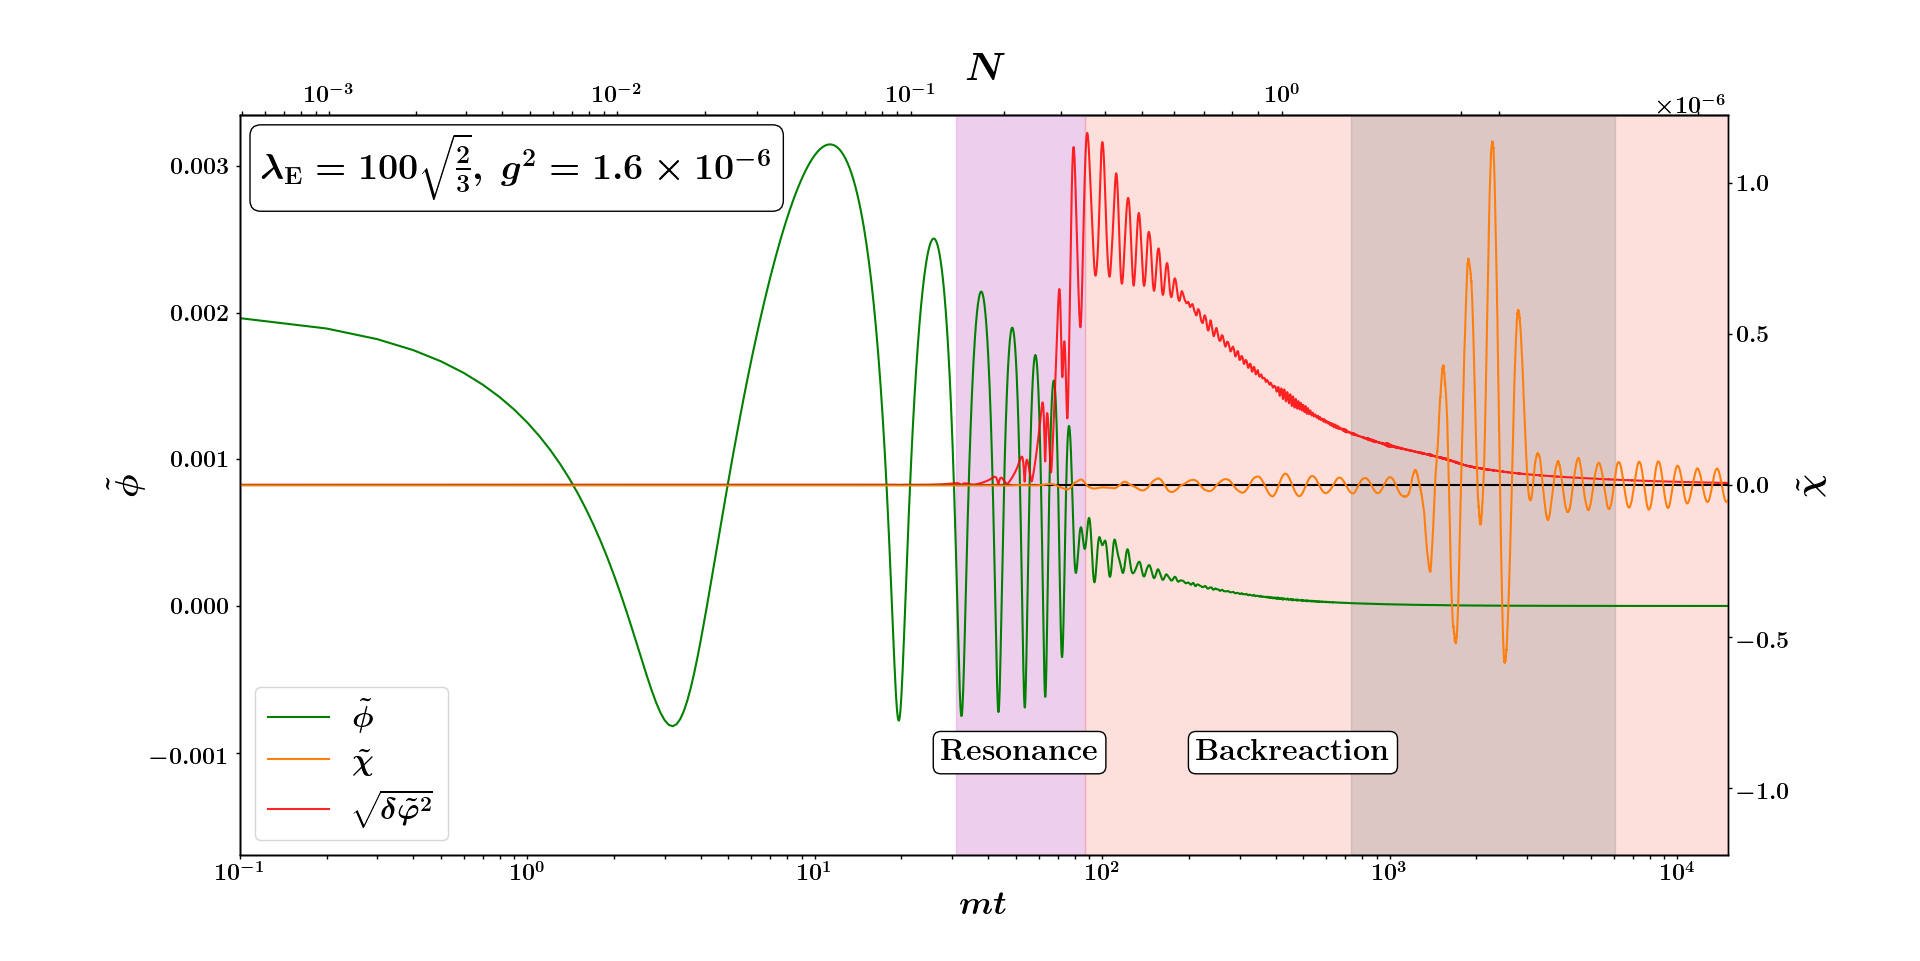 N
10⁻³ 10⁻² 10⁻¹ 10⁰ ×10⁻⁶
λ_E = 100√(2/3), g² = 1.6 × 10⁻⁶
0.003
0.002
0.001
0.000
−0.001
φ̃
1.0
0.5
0.0
−0.5
−1.0
χ̃
Resonance
Backreaction
φ̃
χ̃
√δφ̃²
10⁻¹ 10⁰ 10¹ 10² 10³ 10⁴
mt